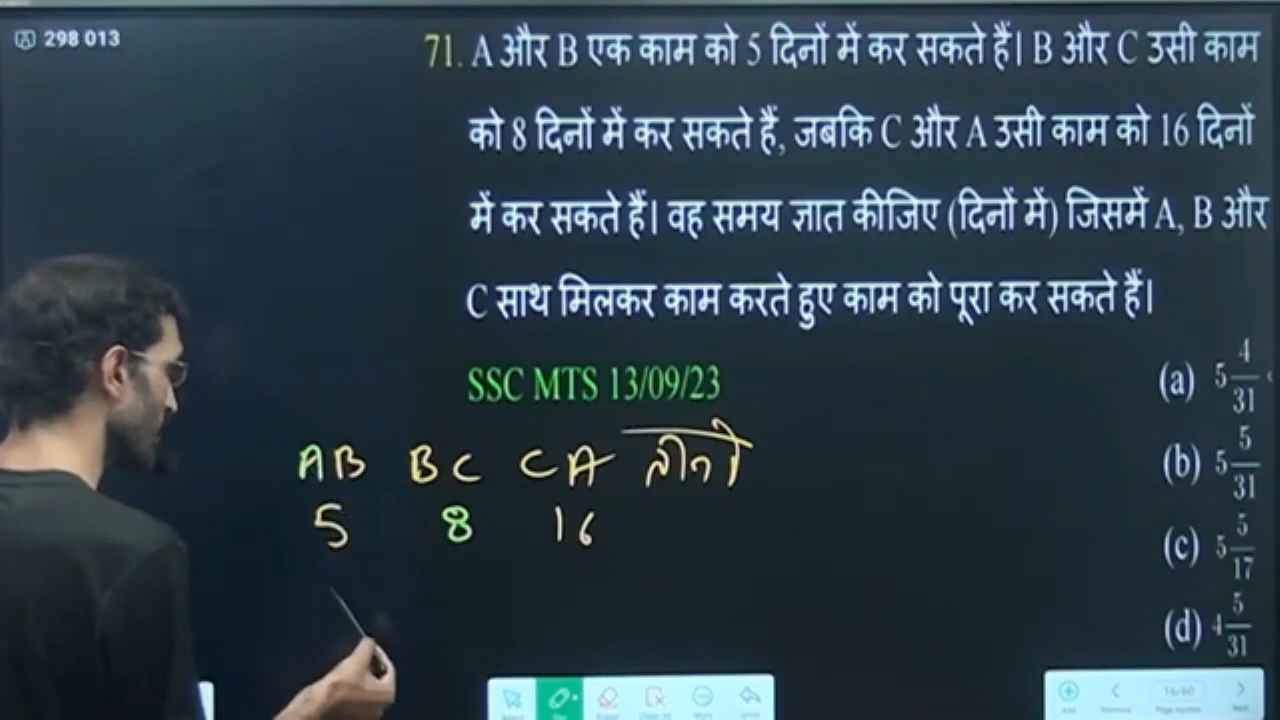 298 013
71. A और B एक काम को 5 दिनों में कर सकते हैं। B और C उसी काम
को 8 दिनों में कर सकते हैं, जबकि C और A उसी काम को 16 दिनों
में कर सकते हैं। वह समय ज्ञात कीजिए (दिनों में) जिसमें A, B और
C साथ मिलकर काम करते हुए काम को पूरा कर सकते हैं।
SSC MTS 13/09/23
(a) 5 4/31
(b) 5 5/31
(c) 5 5/17
(d) 4 5/31
AB BC CA तीनों
5 8 16
16/60